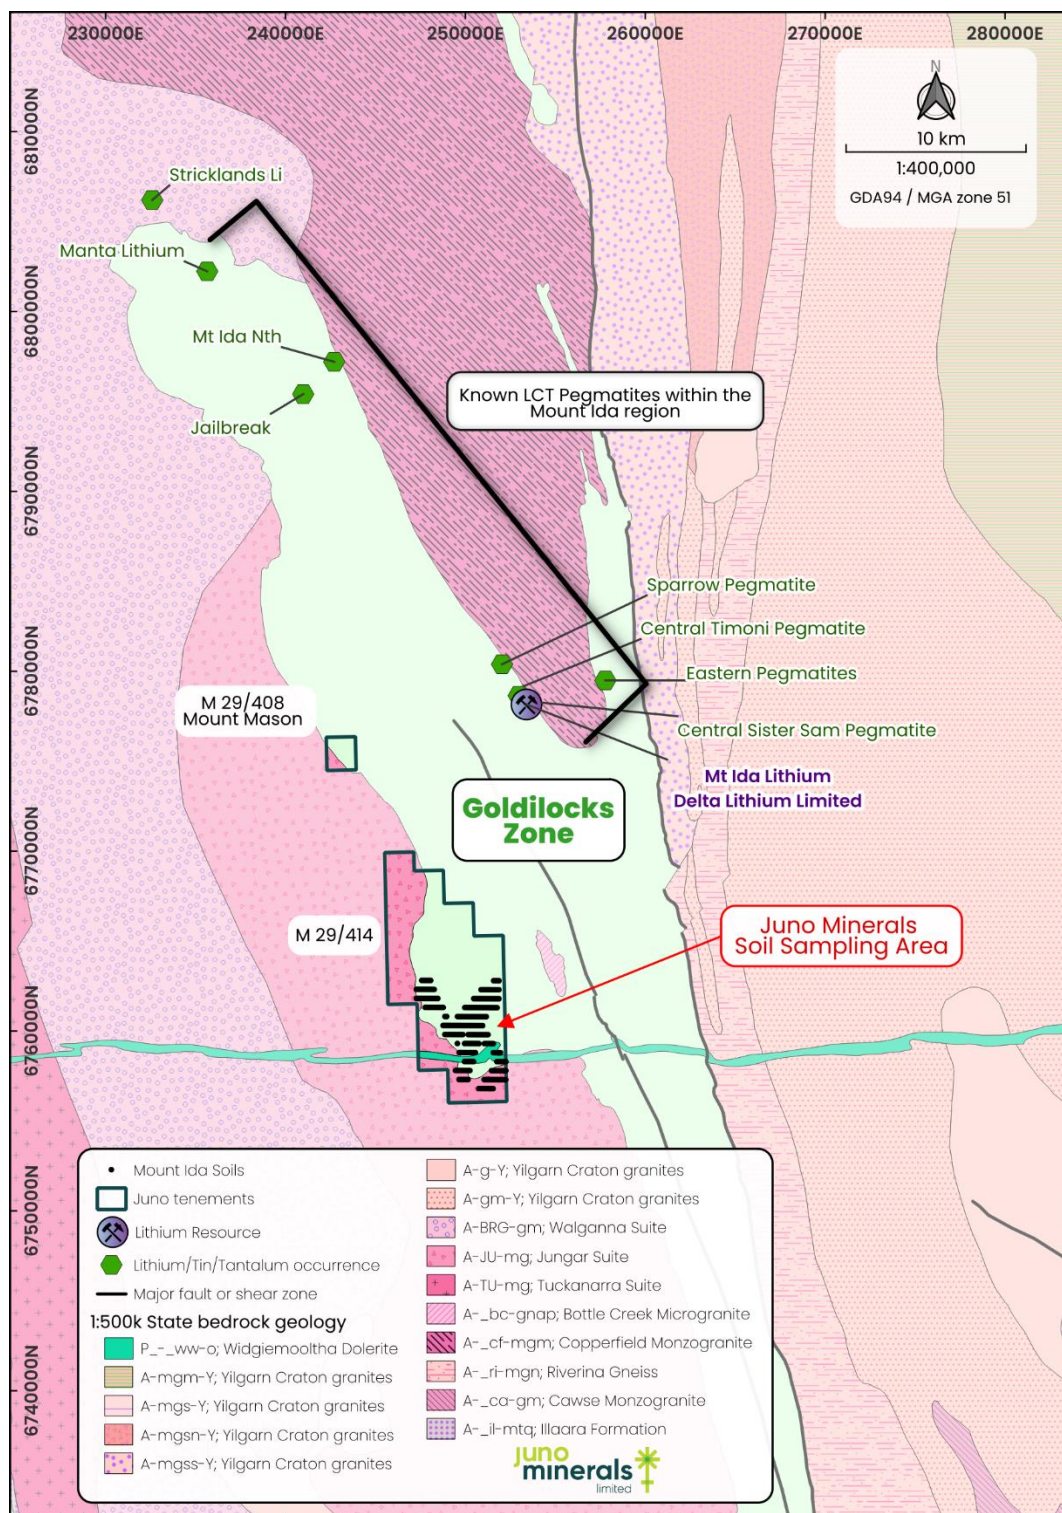 230000E
240000E
250000E
260000E
270000E
280000E
N
10 km
1:400,000
GDA94 / MGA zone 51
6810000N
6800000N
6790000N
6780000N
6770000N
6760000N
6750000N
6740000N
Stricklands Li
Manta Lithium
Mt Ida Nth
Jailbreak
Known LCT Pegmatites within the
Mount Ida region
Sparrow Pegmatite
Central Timoni Pegmatite
Eastern Pegmatites
Central Sister Sam Pegmatite
Mt Ida Lithium
Delta Lithium Limited
M 29/408
Mount Mason
Goldilocks
Zone
M 29/414
Juno Minerals
Soil Sampling Area
Mount Ida Soils
Juno tenements
Lithium Resource
Lithium/Tin/Tantalum occurrence
Major fault or shear zone
1:500k State bedrock geology
P_-_ww-o; Widgiemooltha Dolerite
A-mgm-Y; Yilgarn Craton granites
A-mgs-Y; Yilgarn Craton granites
A-mgsn-Y; Yilgarn Craton granites
A-mgss-Y; Yilgarn Craton granites
A-g-Y; Yilgarn Craton granites
A-gm-Y; Yilgarn Craton granites
A-BRG-gm; Walganna Suite
A-JU-mg; Jungar Suite
A-TU-mg; Tuckanarra Suite
A-_bc-gnap; Bottle Creek Microgranite
A-_cf-mgm; Copperfield Monzogranite
A-_ri-mgn; Riverina Gneiss
A-_ca-gm; Cawse Monzogranite
A-_il-mtq; Illaara Formation
juno
minerals
limited